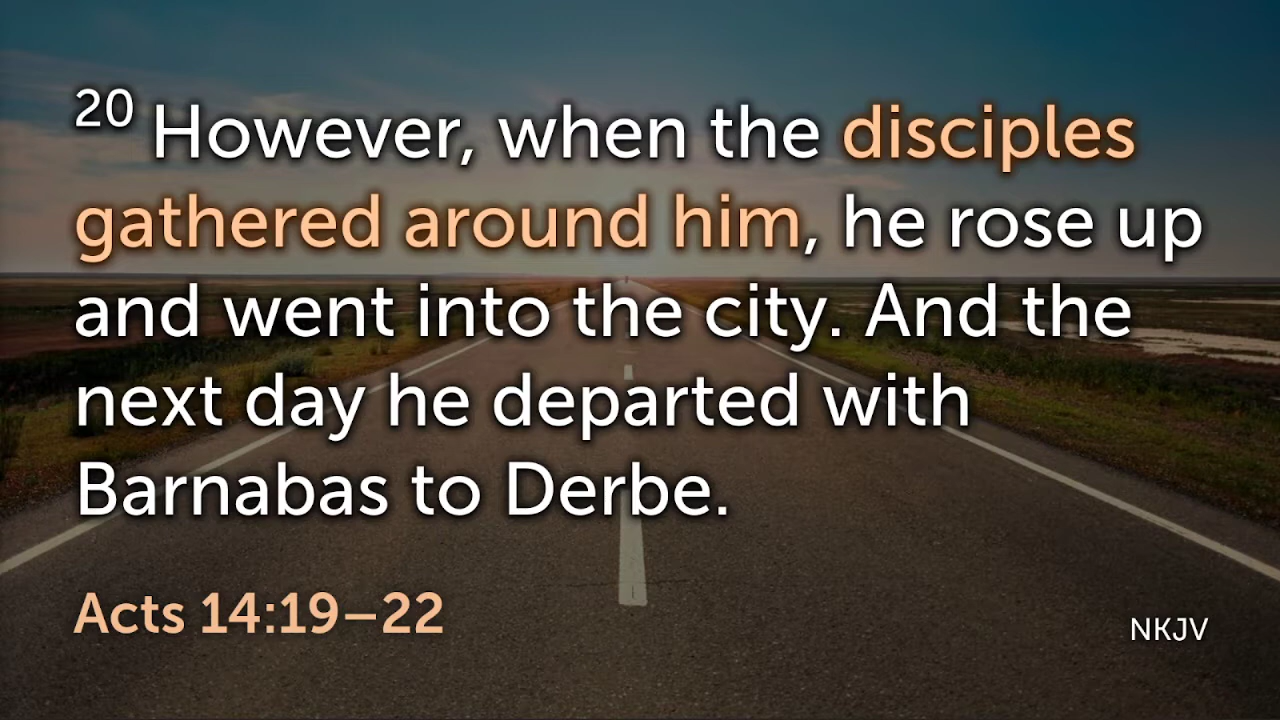 20 However, when the disciples
gathered around him, he rose up
and went into the city. And the
next day he departed with
Barnabas to Derbe.
Acts 14:19–22
NKJV